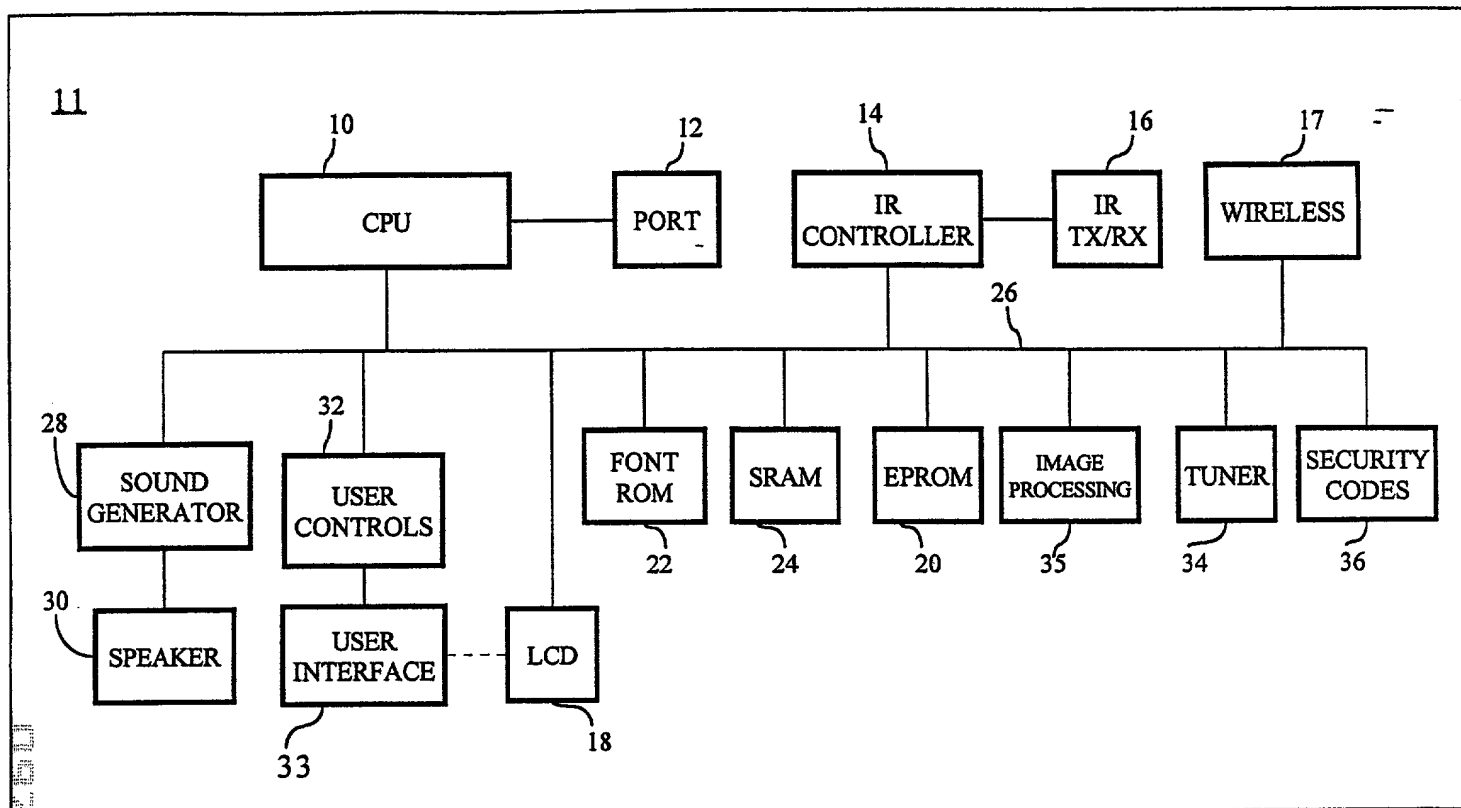 11
10
12
14
16
17
CPU
PORT
IR
CONTROLLER
IR
TX/RX
WIRELESS
26
28
32
SOUND
GENERATOR
USER
CONTROLS
FONT
ROM
SRAM
EPROM
IMAGE
PROCESSING
TUNER
SECURITY
CODES
22
24
20
35
34
36
30
SPEAKER
USER
INTERFACE
LCD
33
18